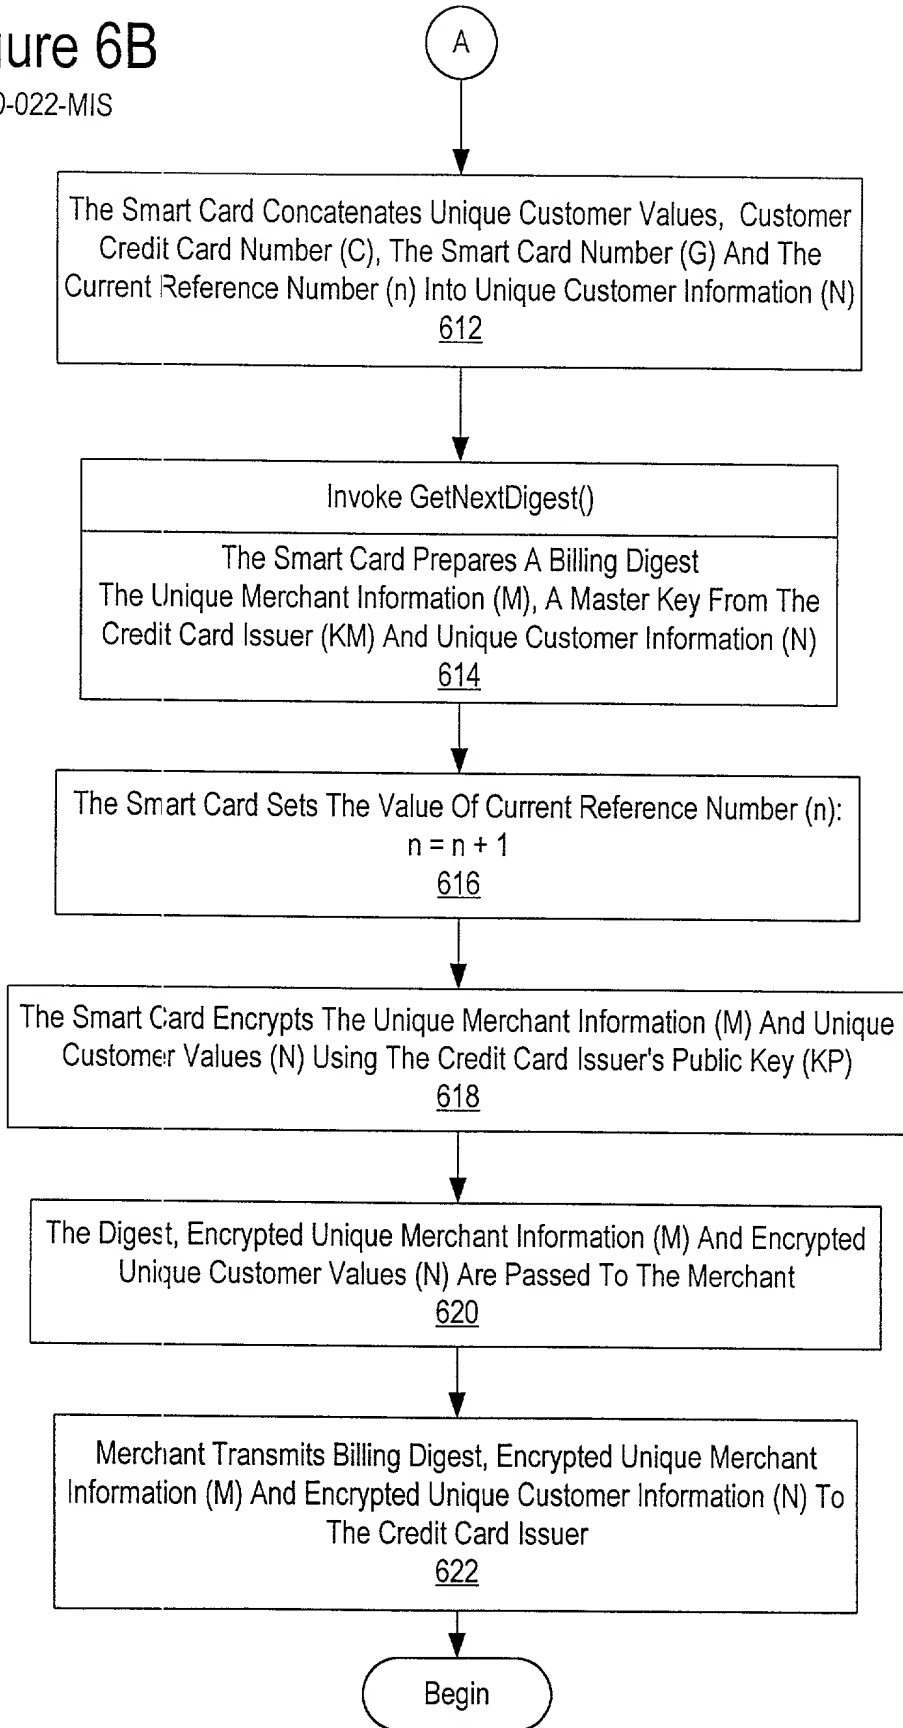 ure 6B
0-022-MIS
A
The Smart Card Concatenates Unique Customer Values, Customer
Credit Card Number (C), The Smart Card Number (G) And The
Current Reference Number (n) Into Unique Customer Information (N)
612
Invoke GetNextDigest()
The Smart Card Prepares A Billing Digest
The Unique Merchant Information (M), A Master Key From The
Credit Card Issuer (KM) And Unique Customer Information (N)
614
The Smart Card Sets The Value Of Current Reference Number (n):
n = n + 1
616
The Smart Card Encrypts The Unique Merchant Information (M) And Unique
Customer Values (N) Using The Credit Card Issuer's Public Key (KP)
618
The Digest, Encrypted Unique Merchant Information (M) And Encrypted
Unique Customer Values (N) Are Passed To The Merchant
620
Merchant Transmits Billing Digest, Encrypted Unique Merchant
Information (M) And Encrypted Unique Customer Information (N) To
The Credit Card Issuer
622
Begin